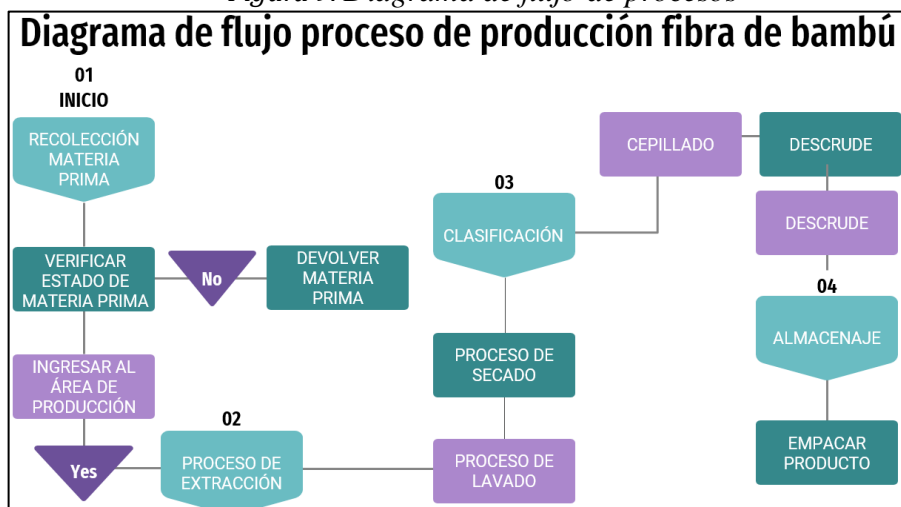 Diagrama de flujo proceso de producción fibra de bambú
01
INICIO
RECOLECCIÓN
MATERIA
PRIMA
VERIFICAR
ESTADO DE
MATERIA PRIMA
No
DEVOLVER
MATERIA
PRIMA
INGRESAR AL
ÁREA DE
PRODUCCIÓN
Yes
02
PROCESO DE
EXTRACCIÓN
PROCESO DE
LAVADO
PROCESO DE
SECADO
03
CLASIFICACIÓN
CEPILLADO
DESCRUDE
DESCRUDE
04
ALMACENAJE
EMPACAR
PRODUCTO